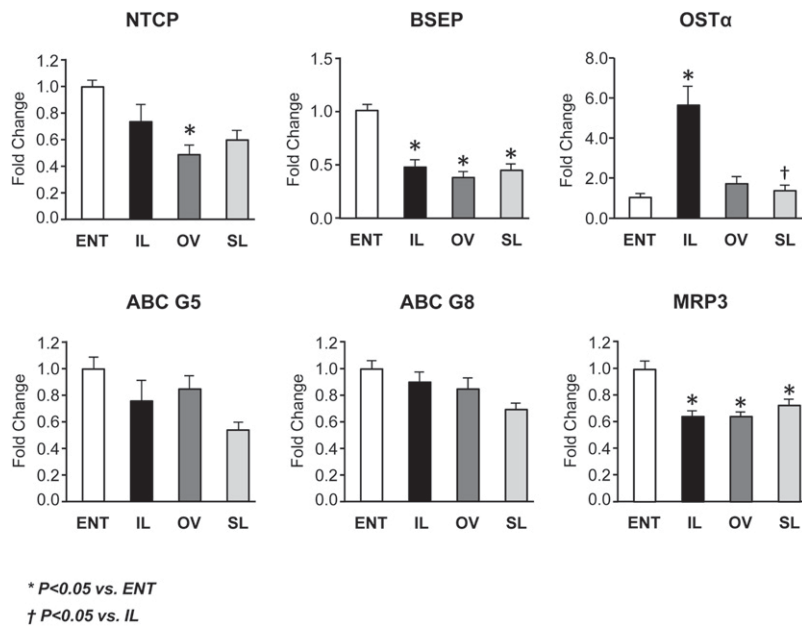 NTCP
Fold Change
1.2
1.0
0.8
0.6
0.4
0.2
0.0
*
ENT IL OV SL
BSEP
Fold Change
1.5
1.0
0.5
0.0
* * *
ENT IL OV SL
OSTα
Fold Change
8.0
6.0
4.0
2.0
0.0
*
†
ENT IL OV SL
ABC G5
Fold Change
1.2
1.0
0.8
0.6
0.4
0.2
0.0
ENT IL OV SL
ABC G8
Fold Change
1.2
1.0
0.8
0.6
0.4
0.2
0.0
ENT IL OV SL
MRP3
Fold Change
1.2
1.0
0.8
0.6
0.4
0.2
0.0
* * *
ENT IL OV SL
* P<0.05 vs. ENT
† P<0.05 vs. IL